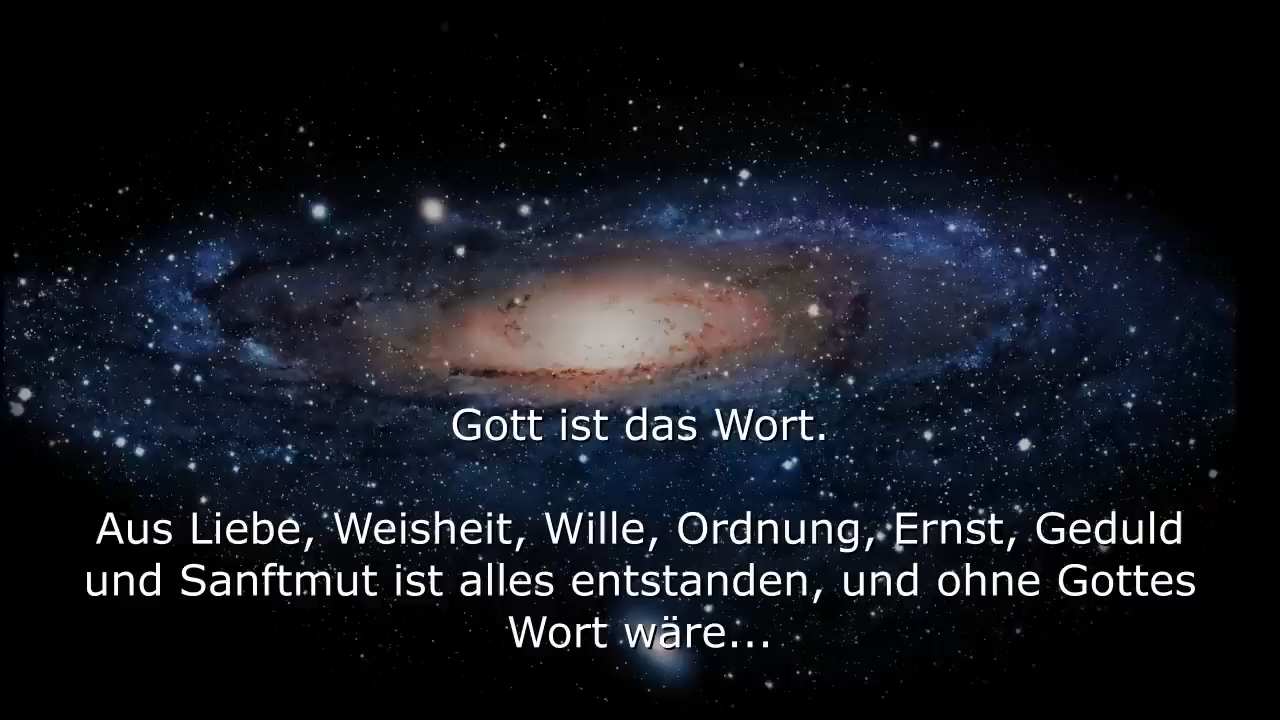 Gott ist das Wort.
Aus Liebe, Weisheit, Wille, Ordnung, Ernst, Geduld
und Sanftmut ist alles entstanden, und ohne Gottes
Wort wäre...